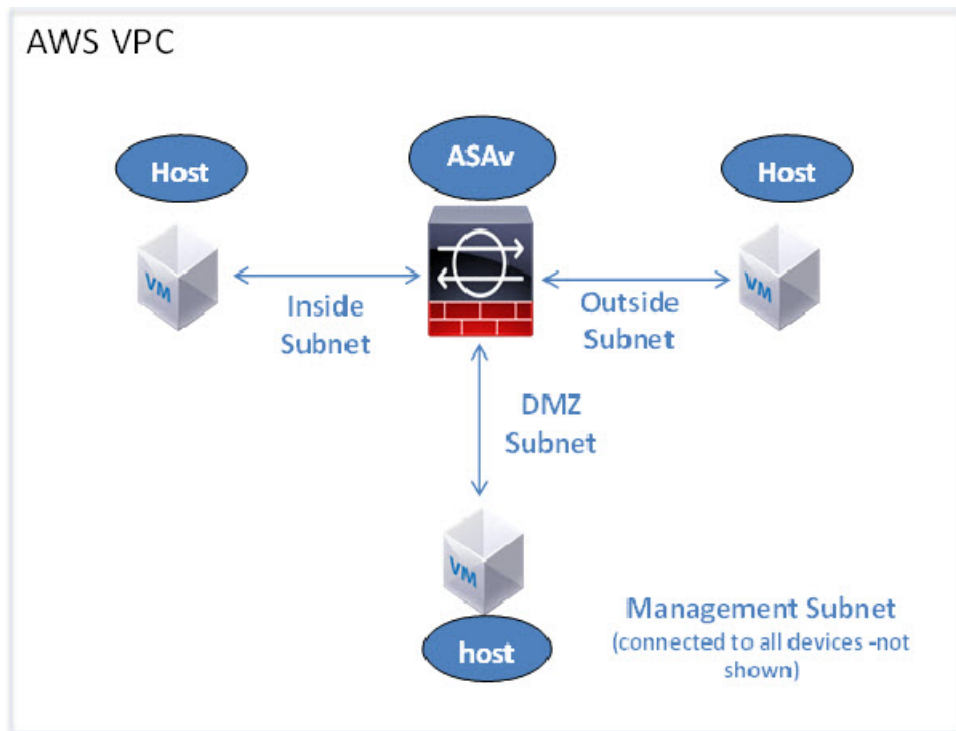 AWS VPC
Host
ASAv
Host
VM
VM
Inside
Subnet
Outside
Subnet
DMZ
Subnet
VM
host
Management Subnet
(connected to all devices -not
shown)